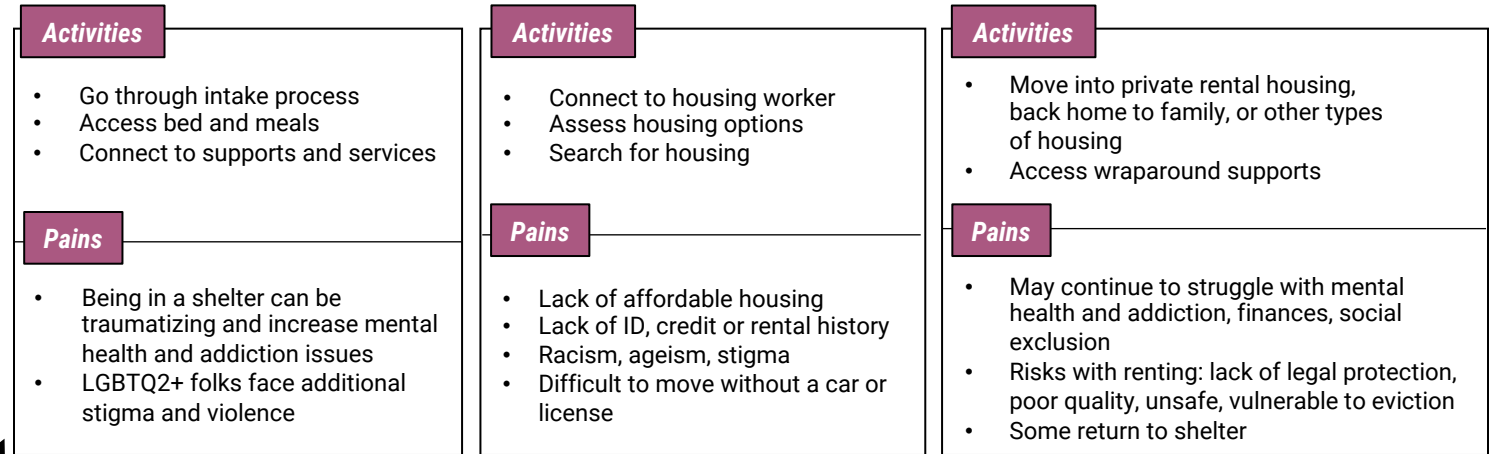 Activities
• Go through intake process
• Access bed and meals
• Connect to supports and services
Pains
• Being in a shelter can be
traumatizing and increase mental
health and addiction issues
• LGBTQ2+ folks face additional
stigma and violence
Activities
• Connect to housing worker
• Assess housing options
• Search for housing
Pains
• Lack of affordable housing
• Lack of ID, credit or rental history
• Racism, ageism, stigma
• Difficult to move without a car or
license
Activities
• Move into private rental housing,
back home to family, or other types
of housing
• Access wraparound supports
Pains
• May continue to struggle with mental
health and addiction, finances, social
exclusion
• Risks with renting: lack of legal protection,
poor quality, unsafe, vulnerable to eviction
• Some return to shelter